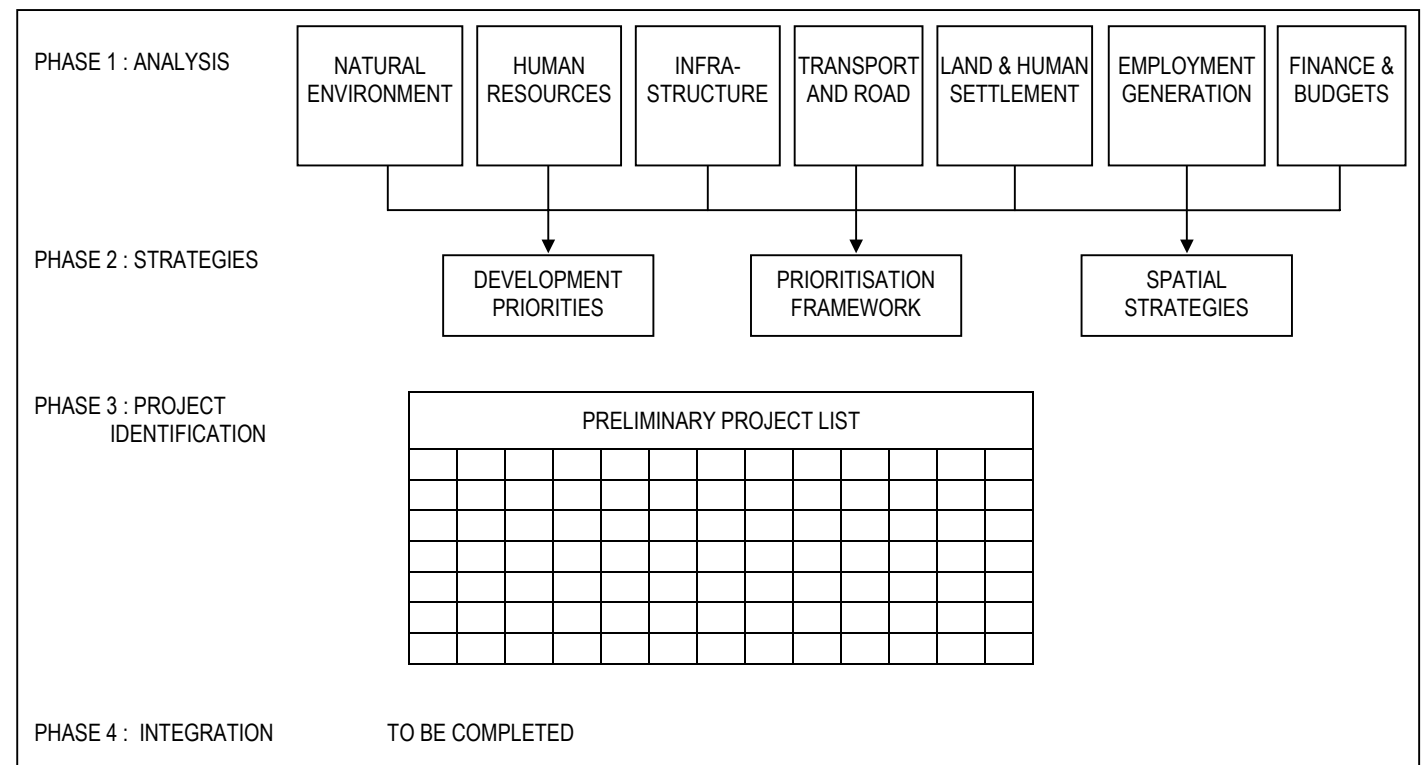 PHASE 1 : ANALYSIS
NATURAL
ENVIRONMENT
HUMAN
RESOURCES
INFRA-
STRUCTURE
TRANSPORT
AND ROAD
LAND & HUMAN
SETTLEMENT
EMPLOYMENT
GENERATION
FINANCE &
BUDGETS
PHASE 2 : STRATEGIES
DEVELOPMENT
PRIORITIES
PRIORITISATION
FRAMEWORK
SPATIAL
STRATEGIES
PHASE 3 : PROJECT
IDENTIFICATION
PRELIMINARY PROJECT LIST
PHASE 4 : INTEGRATION
TO BE COMPLETED